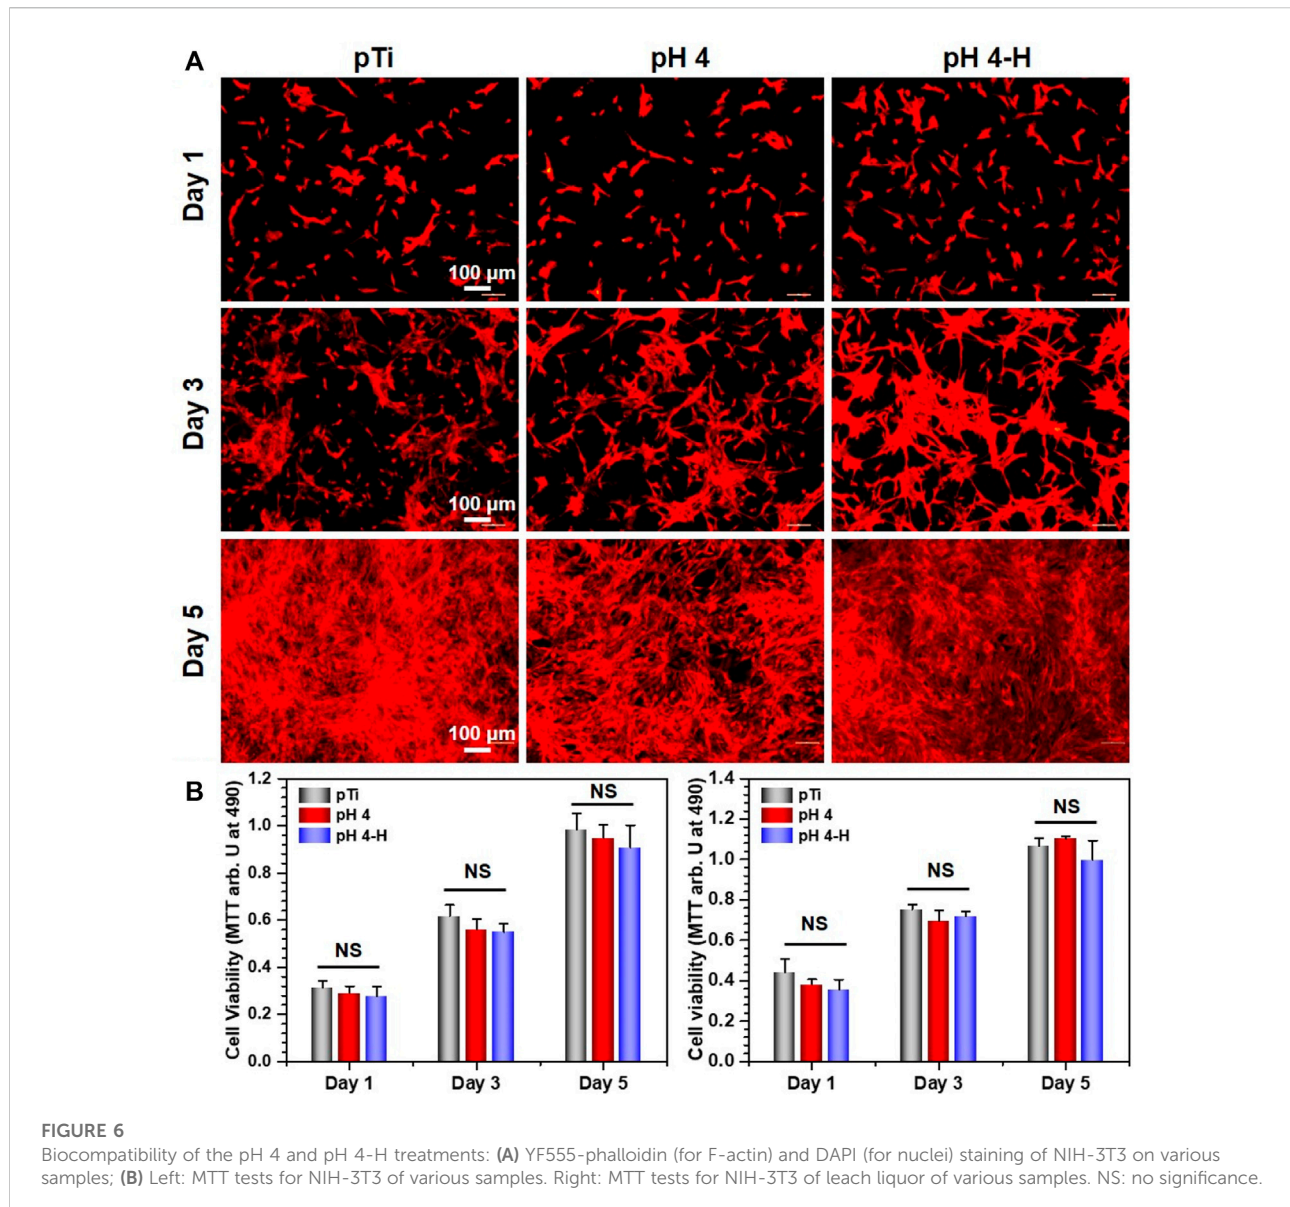 A
pTi
pH 4
pH 4-H
Day 1
100 µm
Day 3
100 µm
Day 5
100 µm
B
Cell Viability (MTT arb. U at 490)
1.2
1.0
0.8
0.6
0.4
0.2
0.0
pTi
pH 4
pH 4-H
NS
NS
NS
Day 1
Day 3
Day 5
Cell viability (MTT arb. U at 490)
1.4
1.2
1.0
0.8
0.6
0.4
0.2
0.0
pTi
pH 4
pH 4-H
NS
NS
NS
Day 1
Day 3
Day 5
FIGURE 6
Biocompatibility of the pH 4 and pH 4-H treatments: (A) YF555-phalloidin (for F-actin) and DAPI (for nuclei) staining of NIH-3T3 on various
samples; (B) Left: MTT tests for NIH-3T3 of various samples. Right: MTT tests for NIH-3T3 of leach liquor of various samples. NS: no significance.